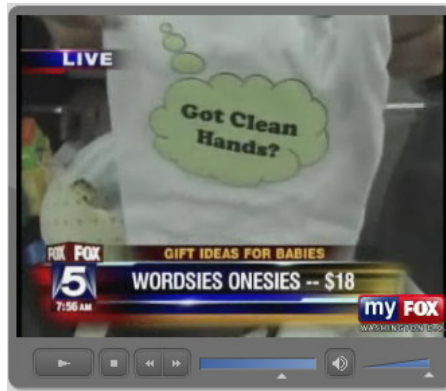 LIVE
Got Clean
Hands?
FOX FOX
GIFT IDEAS FOR BABIES
5
WORDSIES ONESIES -- $18
7:56 AM
my FOX
WASHINGTON D.C.